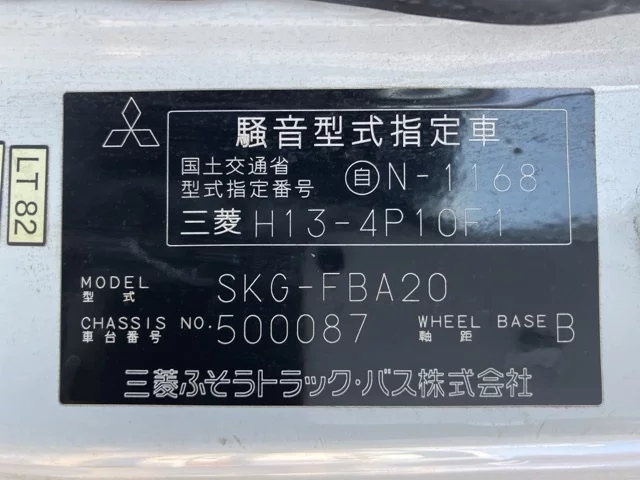 LT 82
騒音型式指定車
国土交通省
型式指定番号
自N-1168
三菱 H13-4P10F1
MODEL SKG-FBA20
型式
CHASSIS NO. 500087 WHEEL BASE B
車台番号 軸距
三菱ふそうトラック・バス株式会社